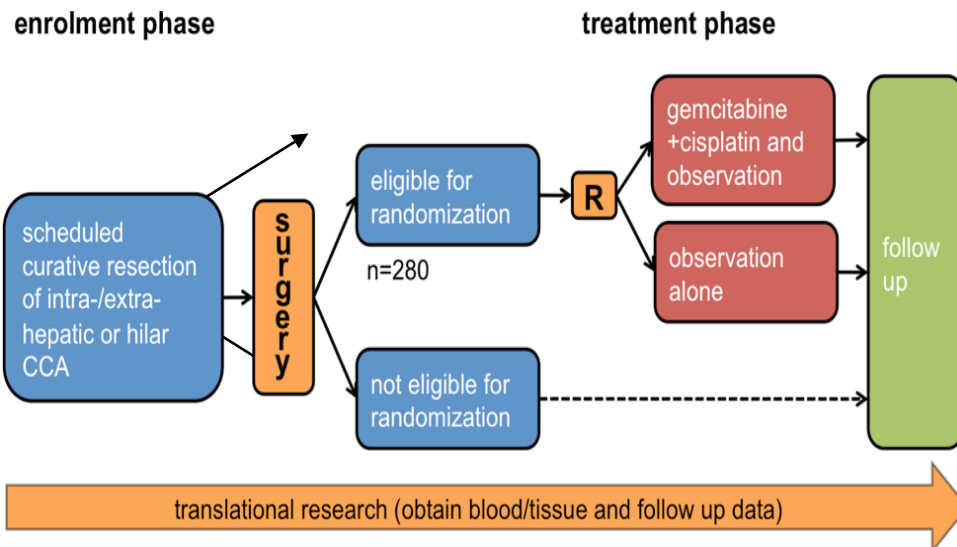 enrolment phase
treatment phase
scheduled
curative resection
of intra-/extra-
hepatic or hilar
CCA
surgery
eligible for
randomization
n=280
not eligible for
randomization
R
gemcitabine
+cisplatin and
observation
observation
alone
follow
up
translational research (obtain blood/tissue and follow up data)